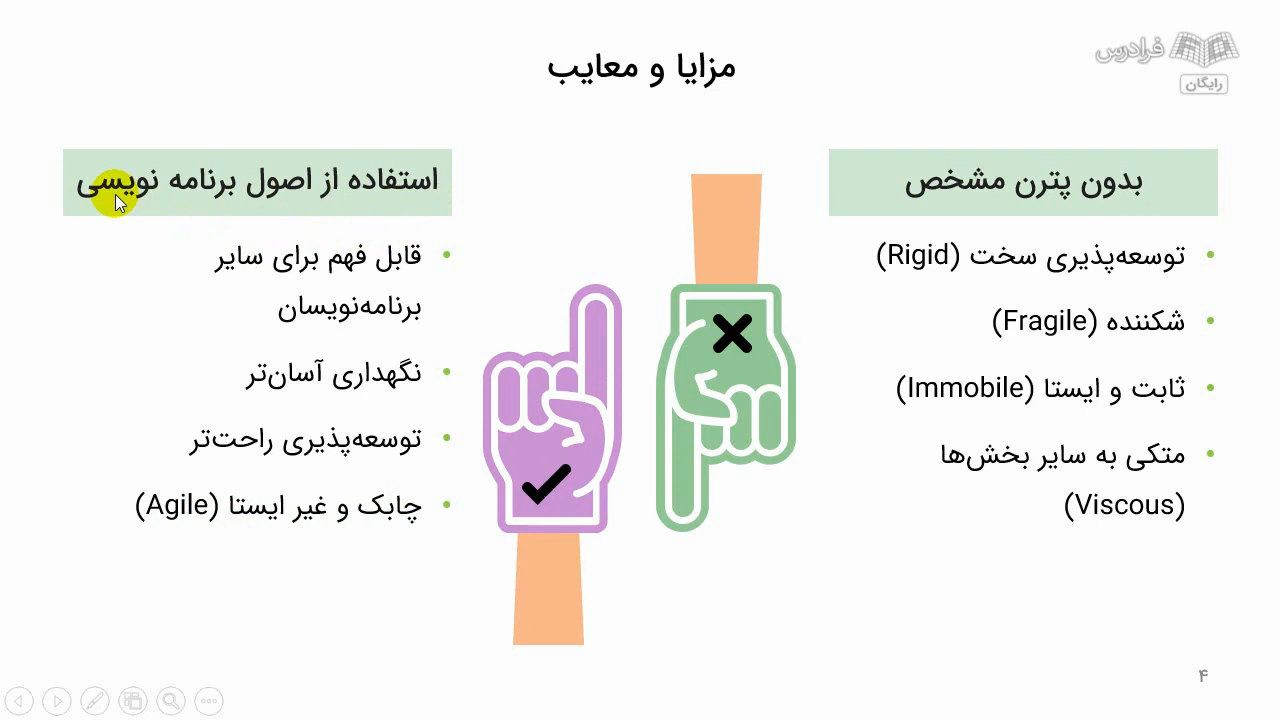 فرادرس
رایگان
مزایا و معایب
بدون پترن مشخص
توسعه‌پذیری سخت (Rigid)
شکننده (Fragile)
ثابت و ایستا (Immobile)
متکی به سایر بخش‌ها
(Viscous)
استفاده از اصول برنامه نویسی
قابل فهم برای سایر
برنامه‌نویسان
نگهداری آسان‌تر
توسعه‌پذیری راحت‌تر
چابک و غیر ایستا (Agile)
۴